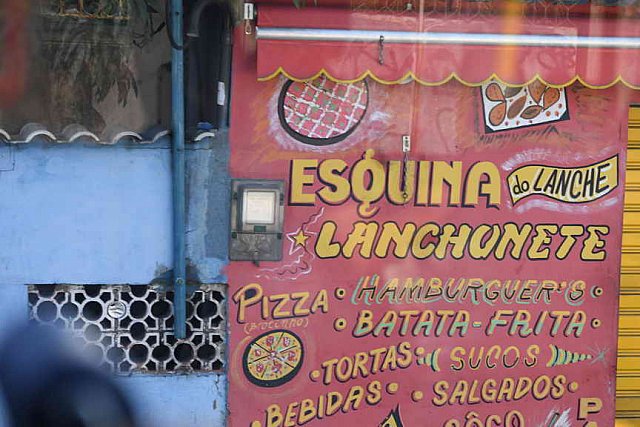 ESQUINA do LANCHE
LANCHONETE
PIZZA
HAMBURGUER'S
BATATA-FRITA
TORTAS
SUCOS
BEBIDAS
SALGADOS